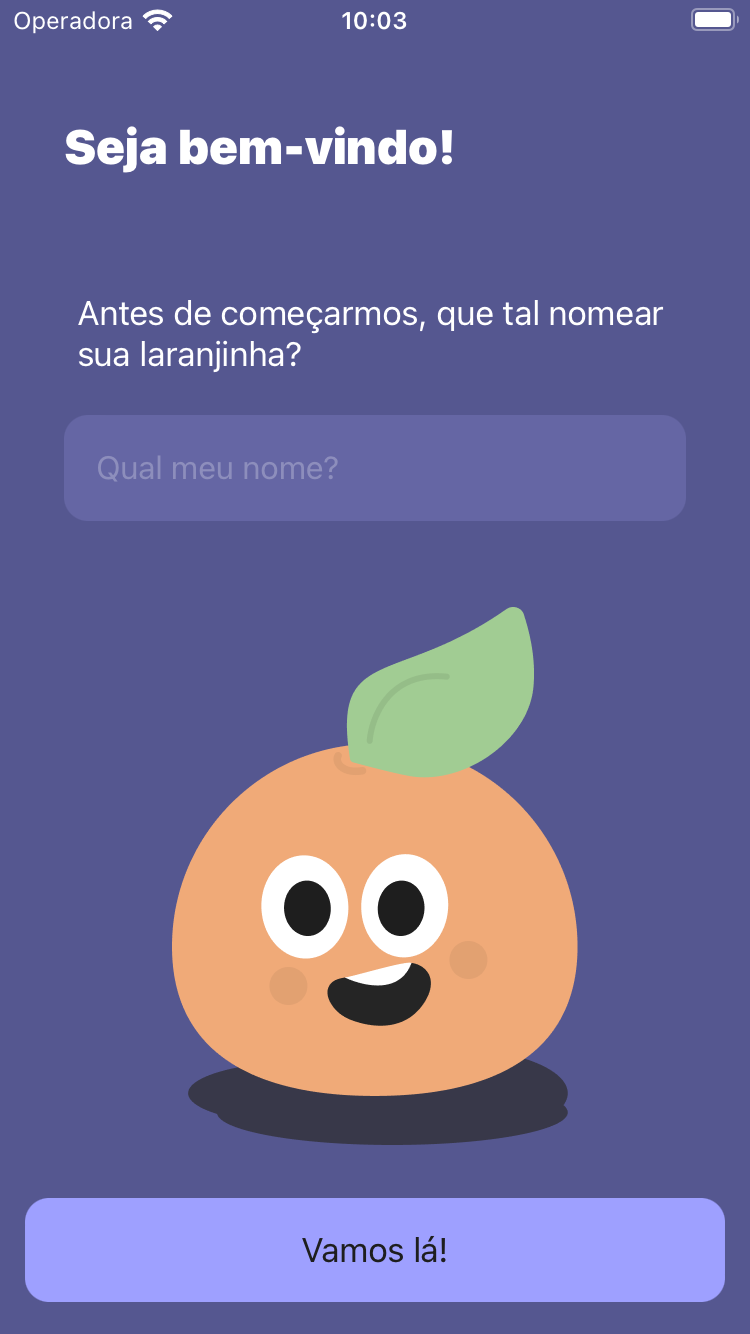 Operadora 10:03
Seja bem-vindo!
Antes de começarmos, que tal nomear
sua laranjinha?
Qual meu nome?
Vamos lá!